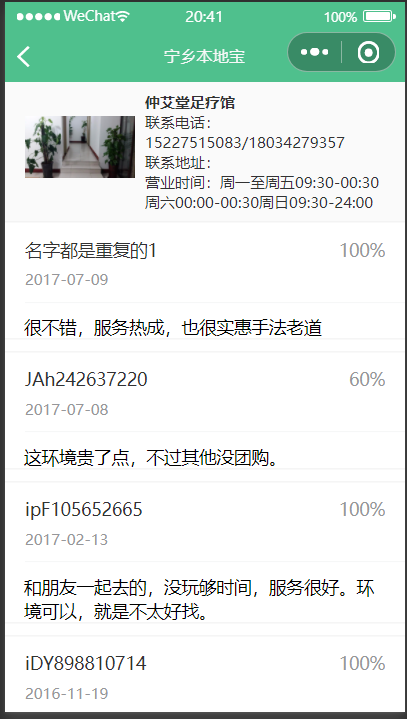 WeChat 20:41 100%
宁乡本地宝
仲艾堂足疗馆
联系电话:
15227515083/18034279357
联系地址:
营业时间：周一至周五09:30-00:30
周六00:00-00:30周日09:30-24:00
名字都是重复的1 100%
2017-07-09
很不错，服务热成，也很实惠手法老道
JAh242637220 60%
2017-07-08
这环境贵了点，不过其他没团购。
ipF105652665 100%
2017-02-13
和朋友一起去的，没玩够时间，服务很好。环
境可以，就是不太好找。
iDY898810714 100%
2016-11-19